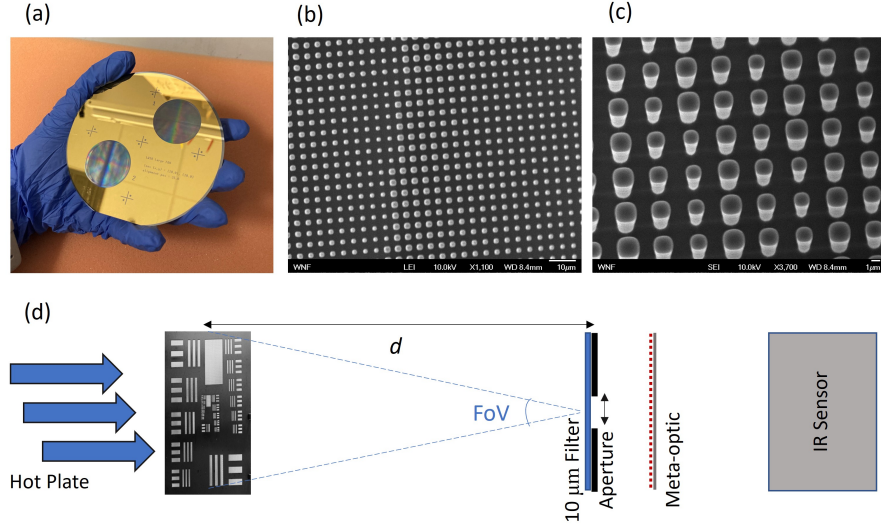 (a)
(b)
(c)
WNF LEI 10.0kV X1,100 WD 8.4mm 10μm
WNF SEI 10.0kV X3,700 WD 8.4mm 1μm
(d)
d
FoV
Hot Plate
10 μm Filter
Aperture
Meta-optic
IR Sensor